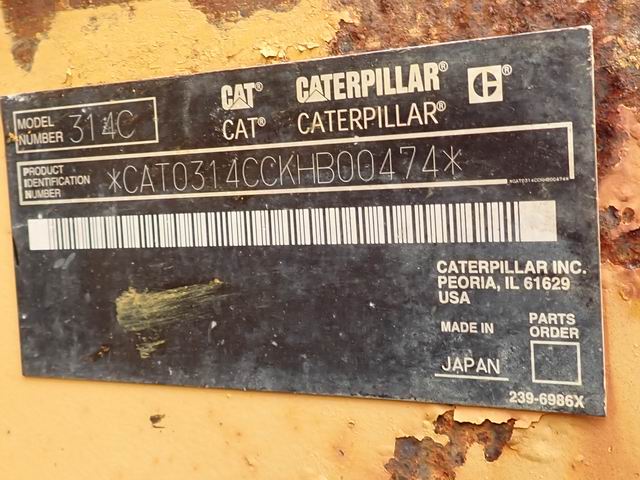 CAT® CATERPILLAR® C®
CAT® CATERPILLAR®
MODEL NUMBER 314C
PRODUCT IDENTIFICATION NUMBER *CAT0314CCKHB00474*
*CAT0314CCKHB00474*
CATERPILLAR INC.
PEORIA, IL 61629
USA
MADE IN
JAPAN
PARTS
ORDER
239-6986X